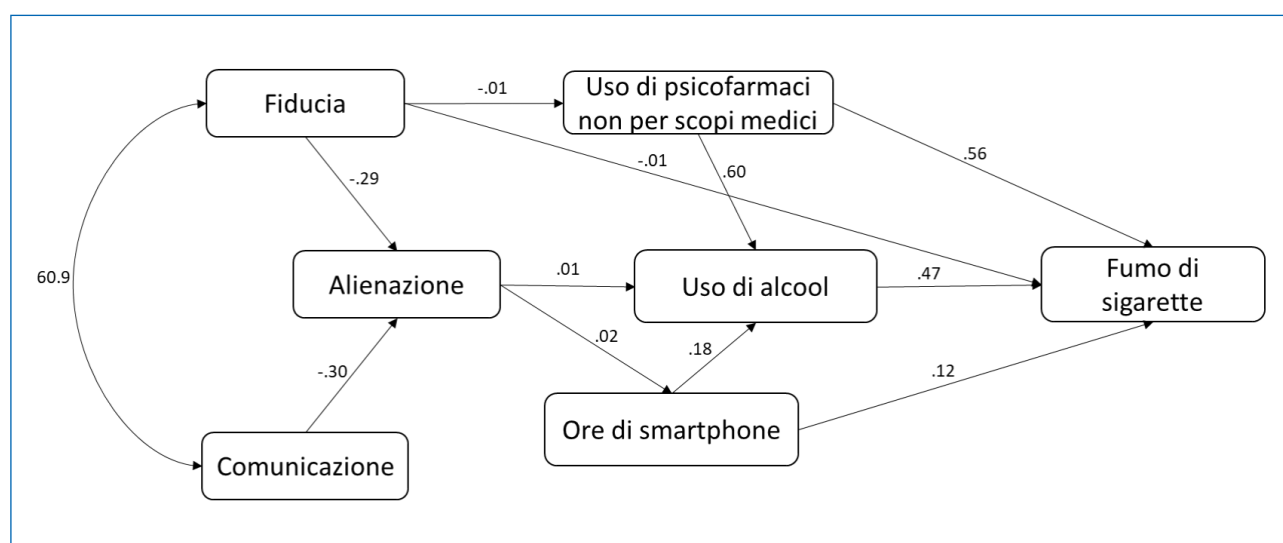 Fiducia
-.01
Uso di psicofarmaci
non per scopi medici
-.01
.56
.60
-.29
60.9
Alienazione
.01
Uso di alcool
.47
Fumo di
sigarette
.02
.18
.12
-.30
Ore di smartphone
Comunicazione